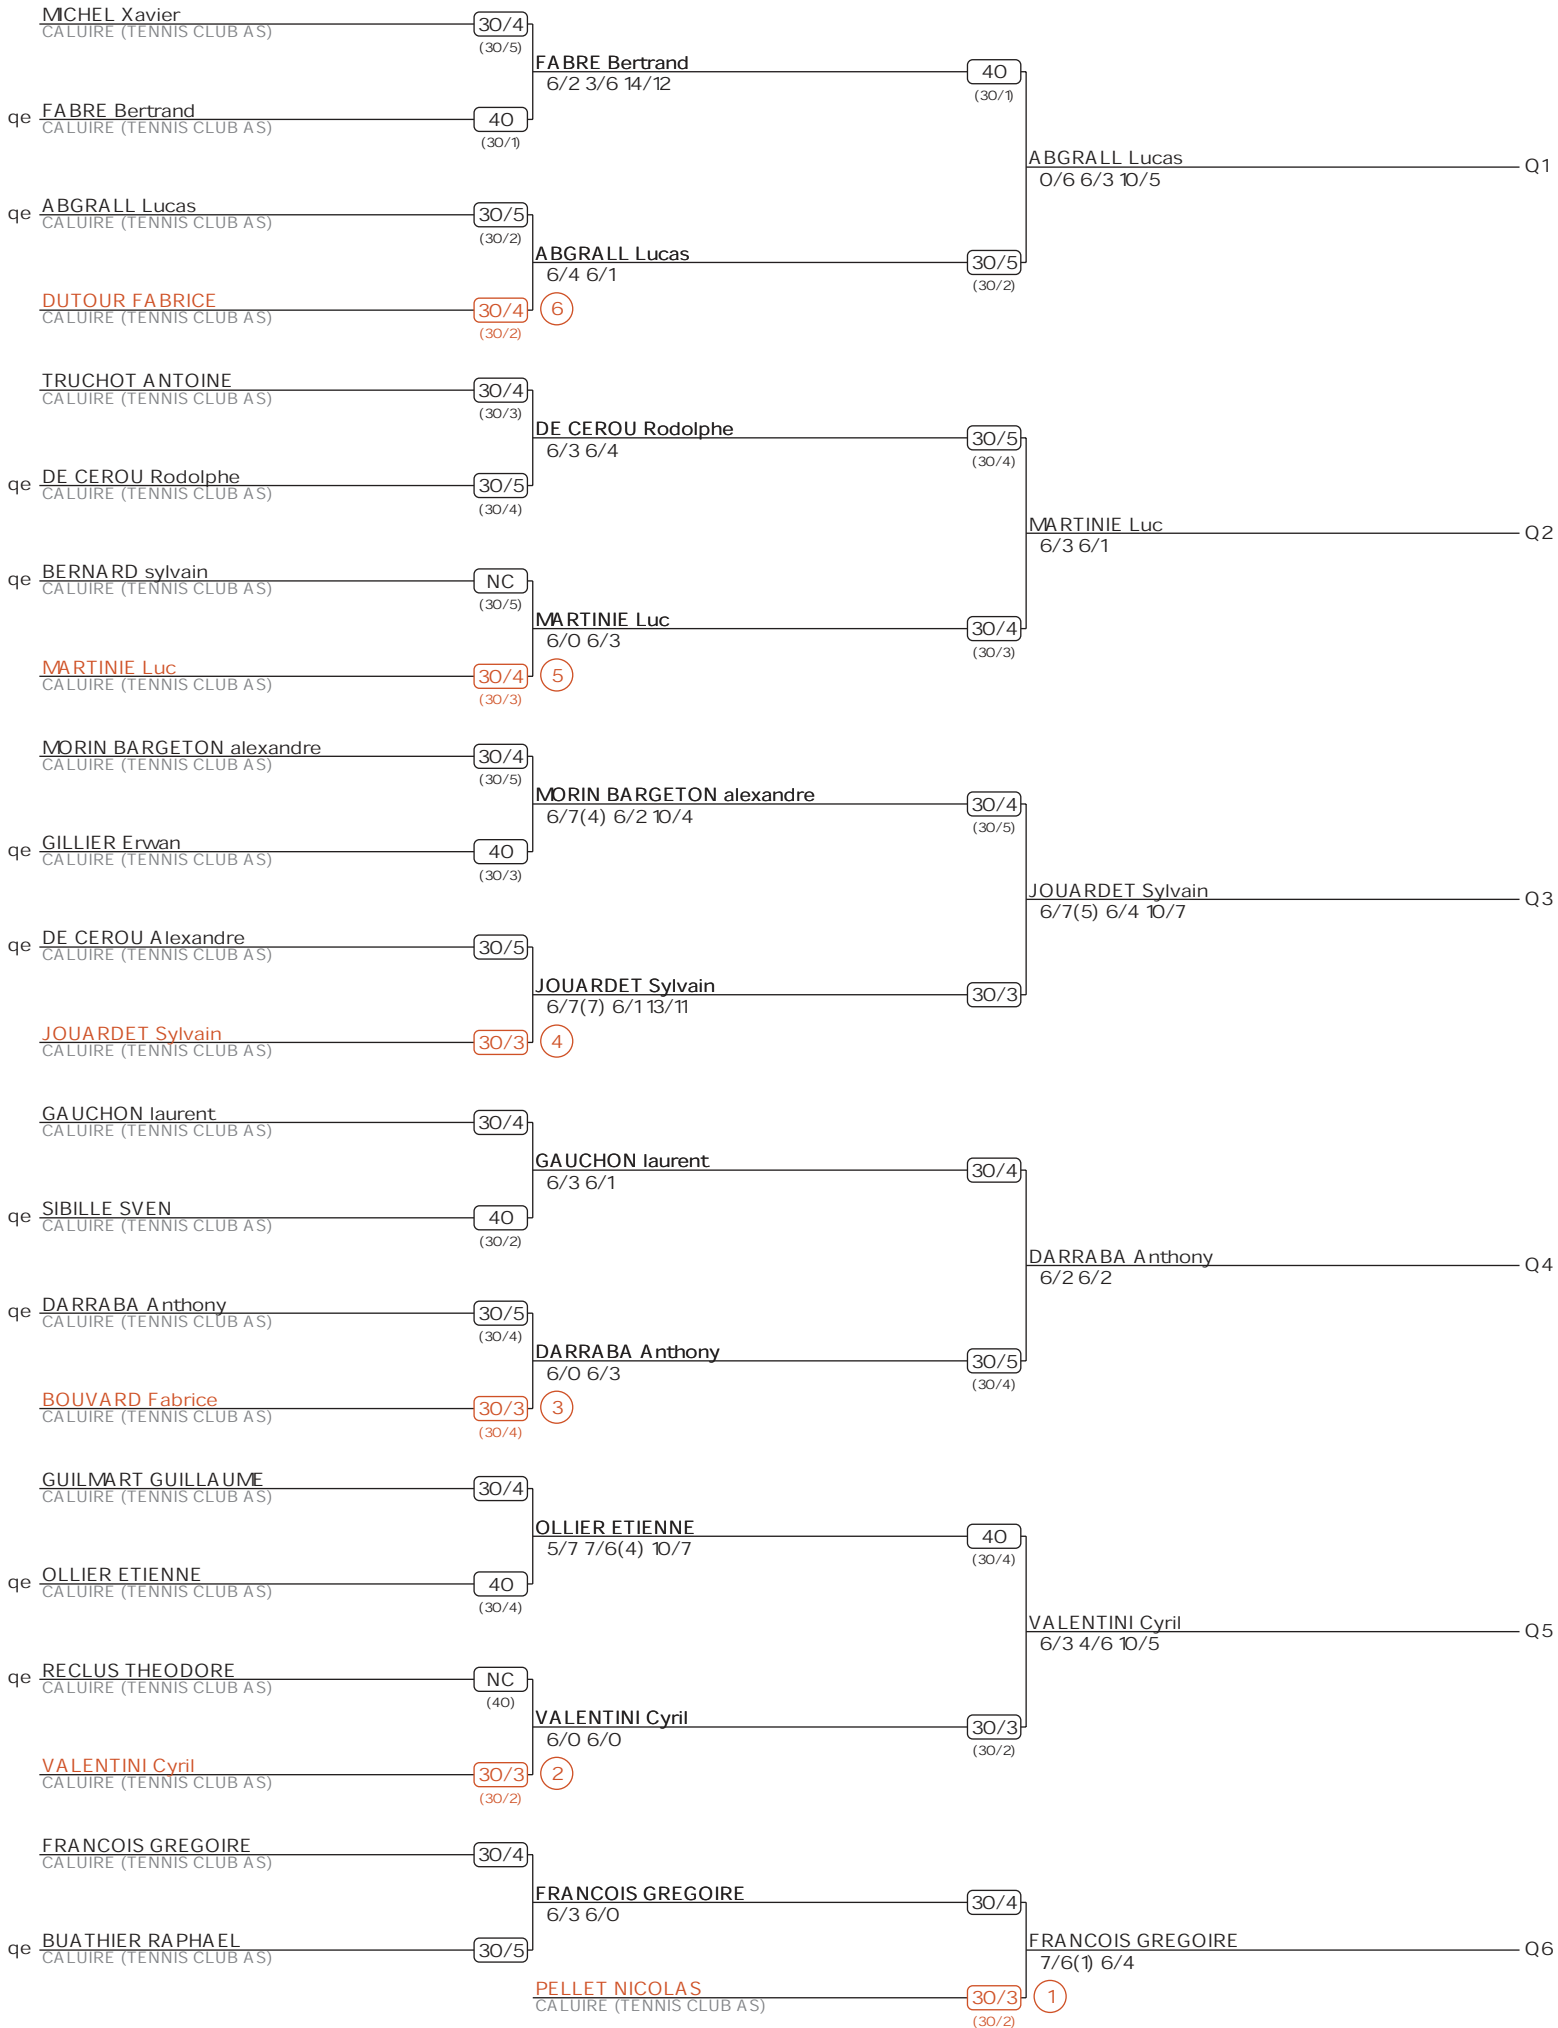 MICHEL Xavier
CALUIRE (TENNIS CLUB AS)
30/4
(30/5)
FABRE Bertrand
6/2 3/6 14/12
40
(30/1)
qe FABRE Bertrand
CALUIRE (TENNIS CLUB AS)
40
(30/1)
ABGRALL Lucas
0/6 6/3 10/5
Q1
qe ABGRALL Lucas
CALUIRE (TENNIS CLUB AS)
30/5
(30/2)
ABGRALL Lucas
6/4 6/1
30/5
(30/2)
DUTOUR FABRICE
CALUIRE (TENNIS CLUB AS)
30/4
(30/2)
6
TRUCHOT ANTOINE
CALUIRE (TENNIS CLUB AS)
30/4
(30/3)
DE CEROU Rodolphe
6/3 6/4
30/5
(30/4)
qe DE CEROU Rodolphe
CALUIRE (TENNIS CLUB AS)
30/5
(30/4)
MARTINIE Luc
6/3 6/1
Q2
qe BERNARD sylvain
CALUIRE (TENNIS CLUB AS)
NC
(30/5)
MARTINIE Luc
6/0 6/3
30/4
(30/3)
MARTINIE Luc
CALUIRE (TENNIS CLUB AS)
30/4
(30/3)
5
MORIN BARGETON alexandre
CALUIRE (TENNIS CLUB AS)
30/4
(30/5)
MORIN BARGETON alexandre
6/7(4) 6/2 10/4
30/4
(30/5)
qe GILLIER Erwan
CALUIRE (TENNIS CLUB AS)
40
(30/3)
JOUARDET Sylvain
6/7(5) 6/4 10/7
Q3
qe DE CEROU Alexandre
CALUIRE (TENNIS CLUB AS)
30/5
JOUARDET Sylvain
6/7(7) 6/1 13/11
30/3
JOUARDET Sylvain
CALUIRE (TENNIS CLUB AS)
30/3
4
GAUCHON laurent
CALUIRE (TENNIS CLUB AS)
30/4
GAUCHON laurent
6/3 6/1
30/4
qe SIBILLE SVEN
CALUIRE (TENNIS CLUB AS)
40
(30/2)
DARRABA Anthony
6/2 6/2
Q4
qe DARRABA Anthony
CALUIRE (TENNIS CLUB AS)
30/5
(30/4)
DARRABA Anthony
6/0 6/3
30/5
(30/4)
BOUVARD Fabrice
CALUIRE (TENNIS CLUB AS)
30/3
(30/4)
3
GUILMART GUILLAUME
CALUIRE (TENNIS CLUB AS)
30/4
OLLIER ETIENNE
5/7 7/6(4) 10/7
40
(30/4)
qe OLLIER ETIENNE
CALUIRE (TENNIS CLUB AS)
40
(30/4)
VALENTINI Cyril
6/3 4/6 10/5
Q5
qe RECLUS THEODORE
CALUIRE (TENNIS CLUB AS)
NC
(40)
VALENTINI Cyril
6/0 6/0
30/3
(30/2)
VALENTINI Cyril
CALUIRE (TENNIS CLUB AS)
30/3
(30/2)
2
FRANCOIS GREGOIRE
CALUIRE (TENNIS CLUB AS)
30/4
FRANCOIS GREGOIRE
6/3 6/0
30/4
qe BUATHIER RAPHAEL
CALUIRE (TENNIS CLUB AS)
30/5
FRANCOIS GREGOIRE
7/6(1) 6/4
Q6
PELLET NICOLAS
CALUIRE (TENNIS CLUB AS)
30/3
(30/2)
1